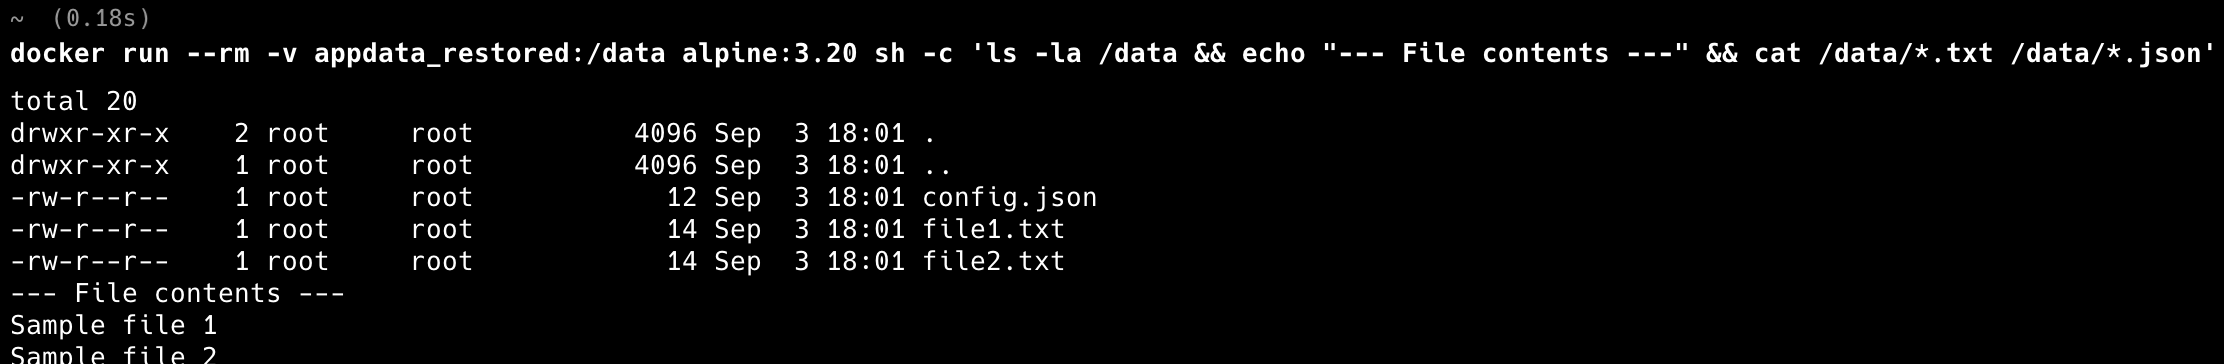 ~  (0.18s)
docker run --rm -v appdata_restored:/data alpine:3.20 sh -c 'ls -la /data && echo "--- File contents ---" && cat /data/*.txt /data/*.json'
total 20
drwxr-xr-x    2 root     root          4096 Sep  3 18:01 .
drwxr-xr-x    1 root     root          4096 Sep  3 18:01 ..
-rw-r--r--    1 root     root            12 Sep  3 18:01 config.json
-rw-r--r--    1 root     root            14 Sep  3 18:01 file1.txt
-rw-r--r--    1 root     root            14 Sep  3 18:01 file2.txt
--- File contents ---
Sample file 1
Sample file 2